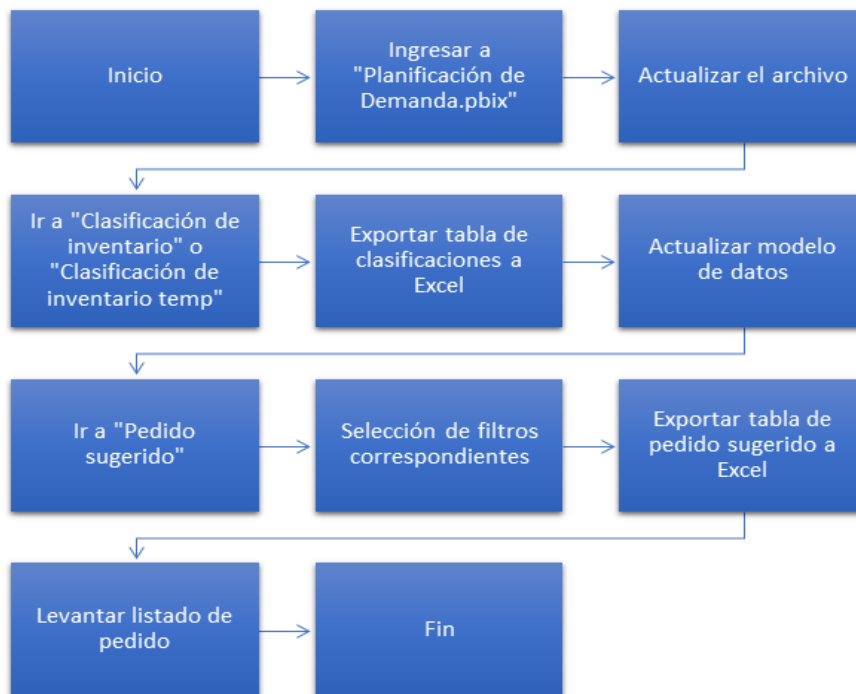 Inicio
Ingresar a
"Planificación de
Demanda.pbix"
Actualizar el archivo
Ir a "Clasificación de
inventario" o
"Clasificación de
inventario temp"
Exportar tabla de
clasificaciones a
Excel
Actualizar modelo
de datos
Ir a "Pedido
sugerido"
Selección de filtros
correspondientes
Exportar tabla de
pedido sugerido a
Excel
Levantar listado de
pedido
Fin